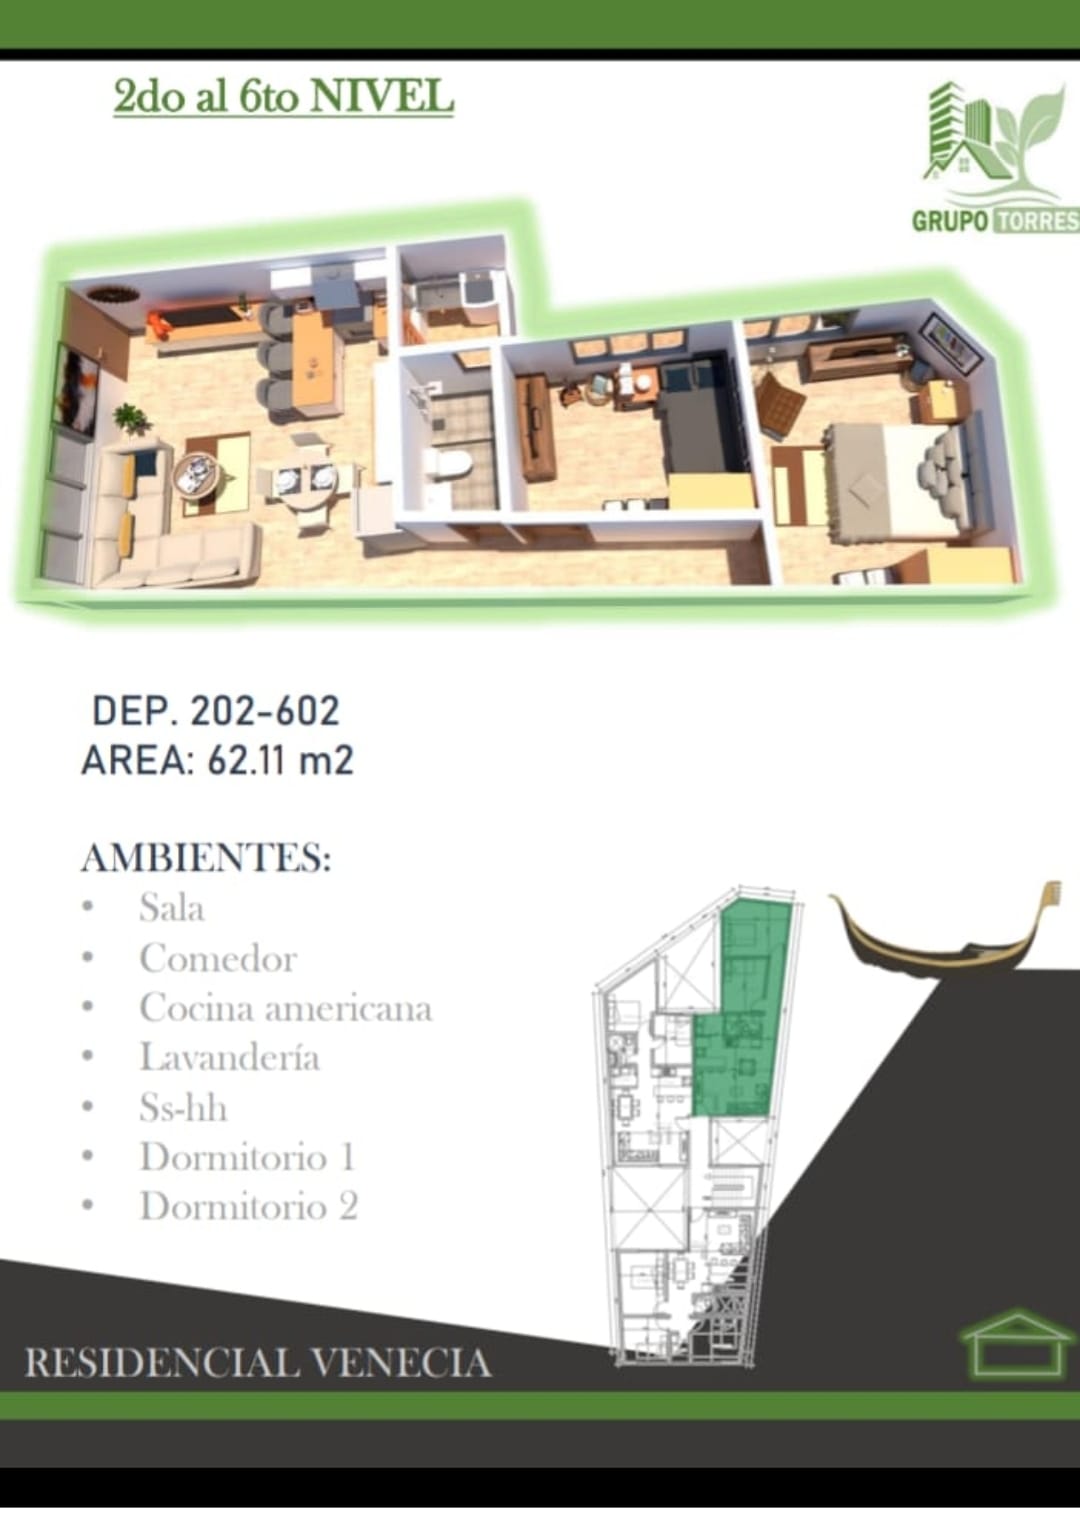 2do al 6to NIVEL
GRUPO TORRES
DEP. 202-602
AREA: 62.11 m2
AMBIENTES:
• Sala
• Comedor
• Cocina americana
• Lavandería
• Ss-hh
• Dormitorio 1
• Dormitorio 2
RESIDENCIAL VENECIA